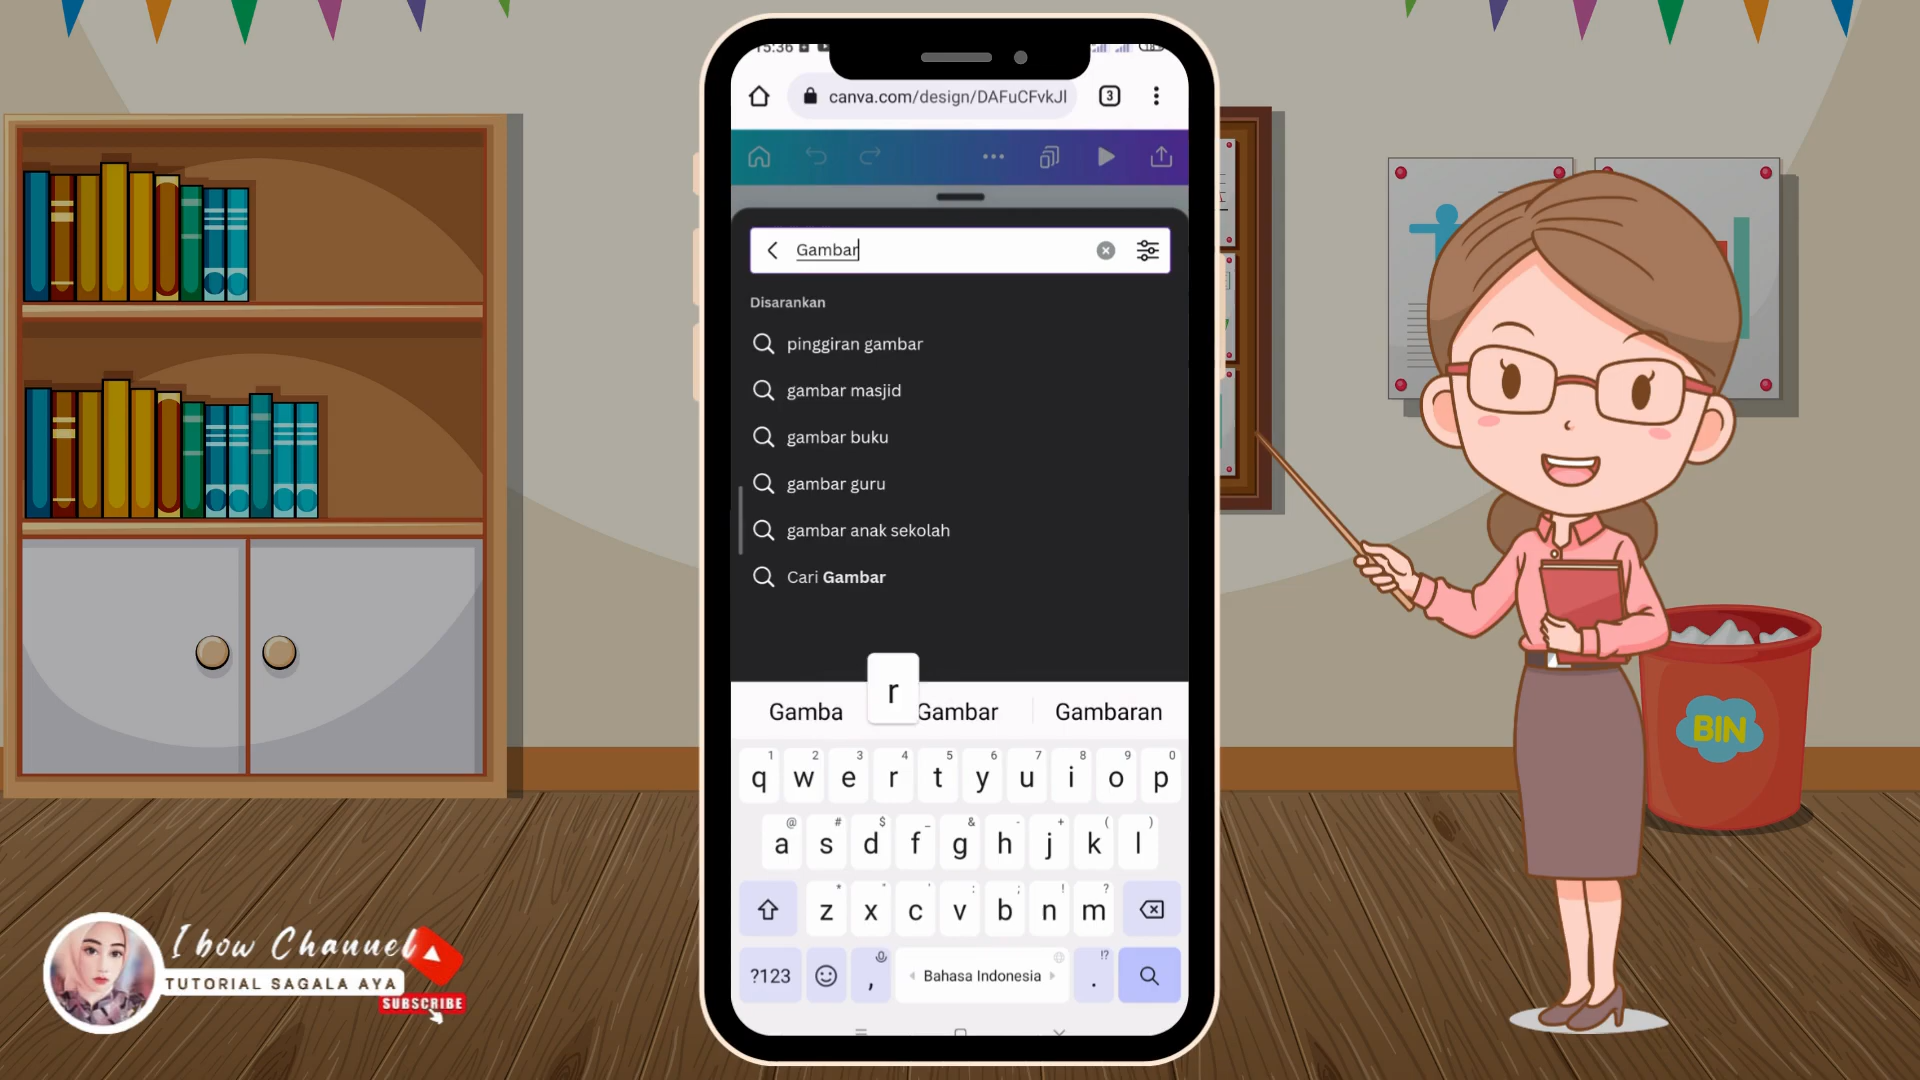 15:36
canva.com/design/DAFuCFvkJl
3
Gambar
Disarankan
pinggiran gambar
gambar masjid
gambar buku
gambar guru
gambar anak sekolah
Cari Gambar
r
Gamba Gambar Gambaran
1 2 3 4 5 6 7 8 9 0
q w e r t y u i o p
@ # $ _ & - + ( )
a s d f g h j k l
* " ' : ; ! ?
z x c v b n m
?123 , Bahasa Indonesia . !?
BIN
I bow Channel
TUTORIAL SAGALA AYA
SUBSCRIBE